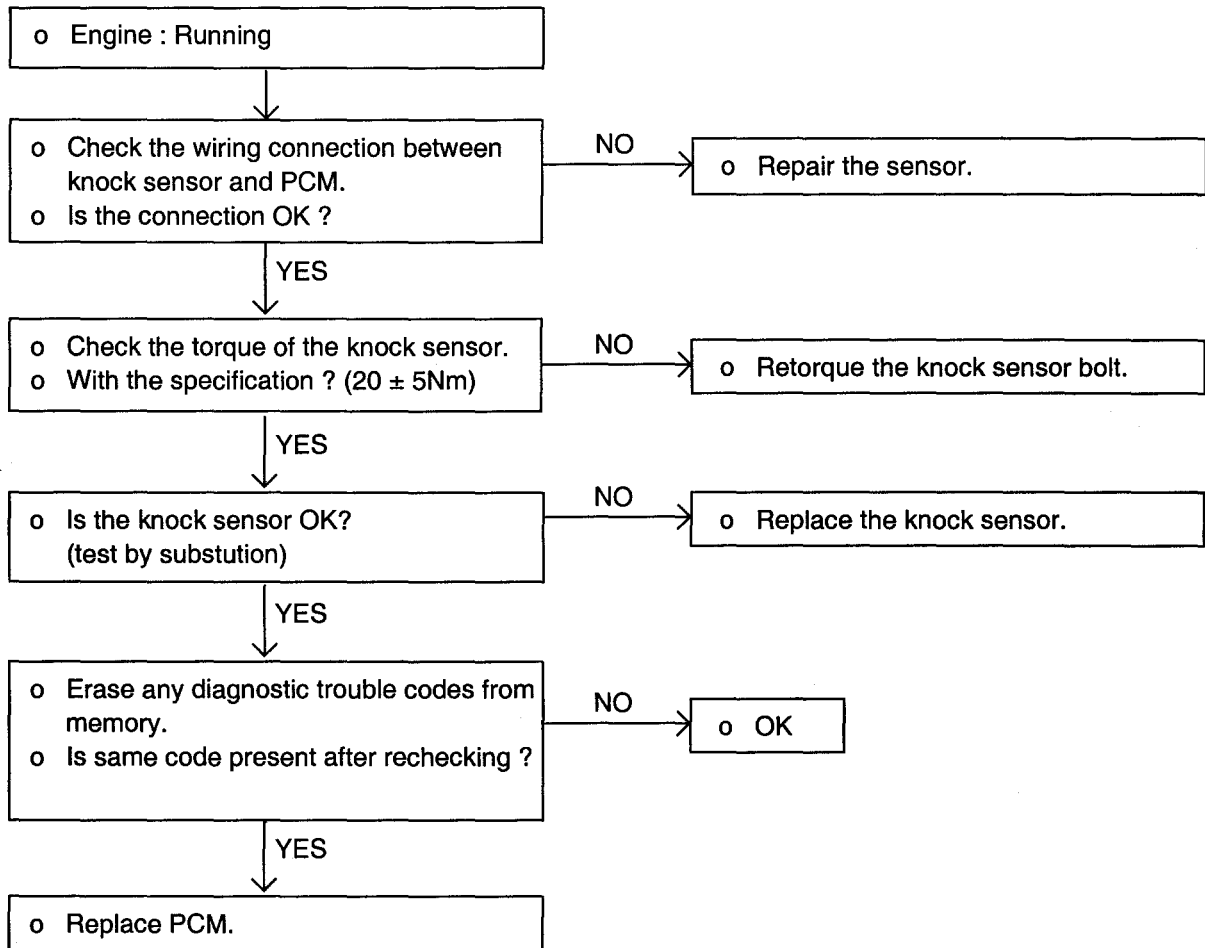 o Engine : Running
o Check the wiring connection between
knock sensor and PCM.
o Is the connection OK ?
NO
o Repair the sensor.
YES
o Check the torque of the knock sensor.
o With the specification ? (20 ± 5Nm)
NO
o Retorque the knock sensor bolt.
YES
o Is the knock sensor OK?
(test by substution)
NO
o Replace the knock sensor.
YES
o Erase any diagnostic trouble codes from
memory.
o Is same code present after rechecking ?
NO
o OK
YES
o Replace PCM.